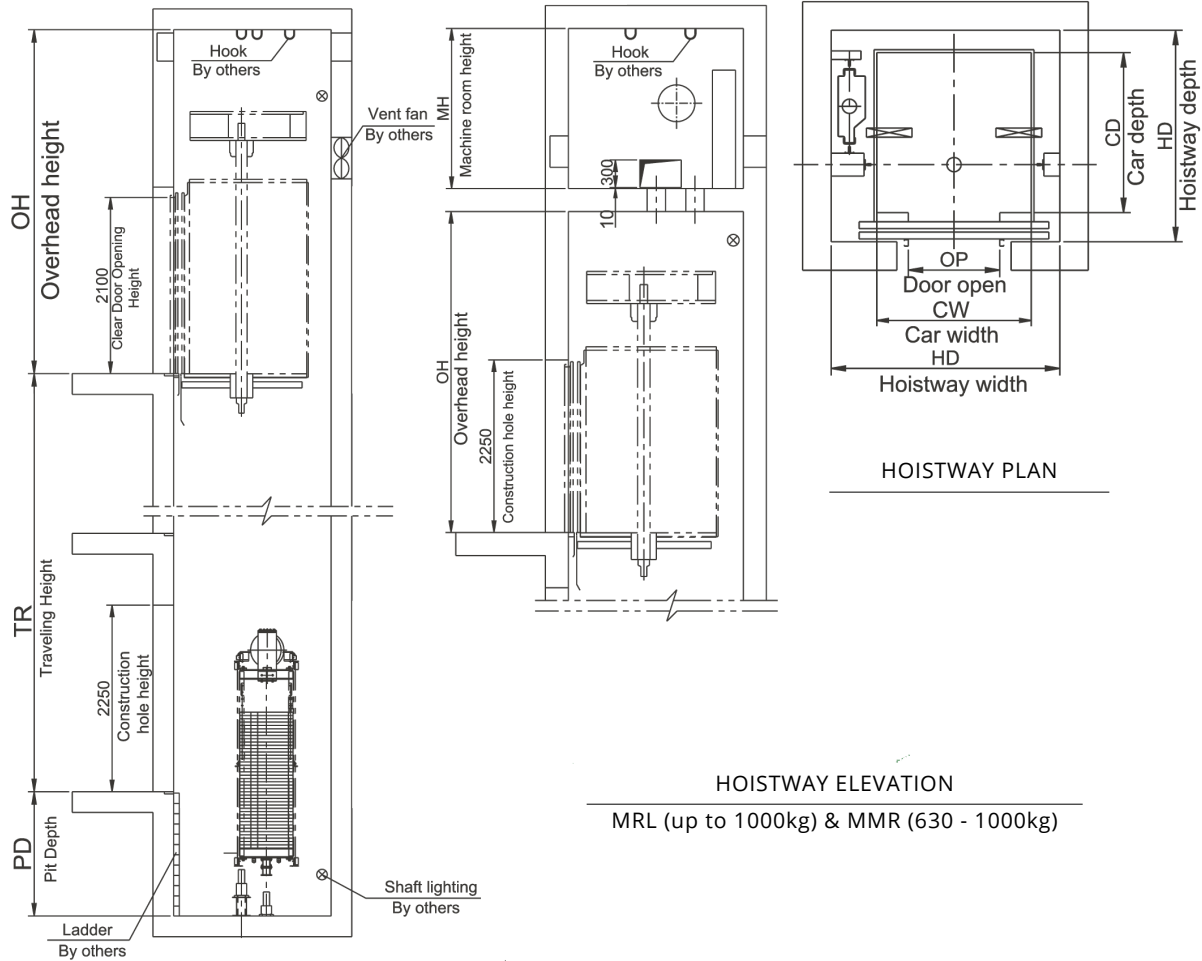 Hook
By others
Vent fan
By others
OH
Overhead height
2100
Clear Door Opening
Height
TR
Traveling Height
2250
Construction
hole height
PD
Pit Depth
Ladder
By others
Shaft lighting
By others
Hook
By others
MH
Machine room height
300
10
OH
Overhead height
2250
Construction hole height
CD
Car depth
HD
Hoistway depth
OP
Door open
CW
Car width
HD
Hoistway width
HOISTWAY PLAN
HOISTWAY ELEVATION
MRL (up to 1000kg) & MMR (630 - 1000kg)